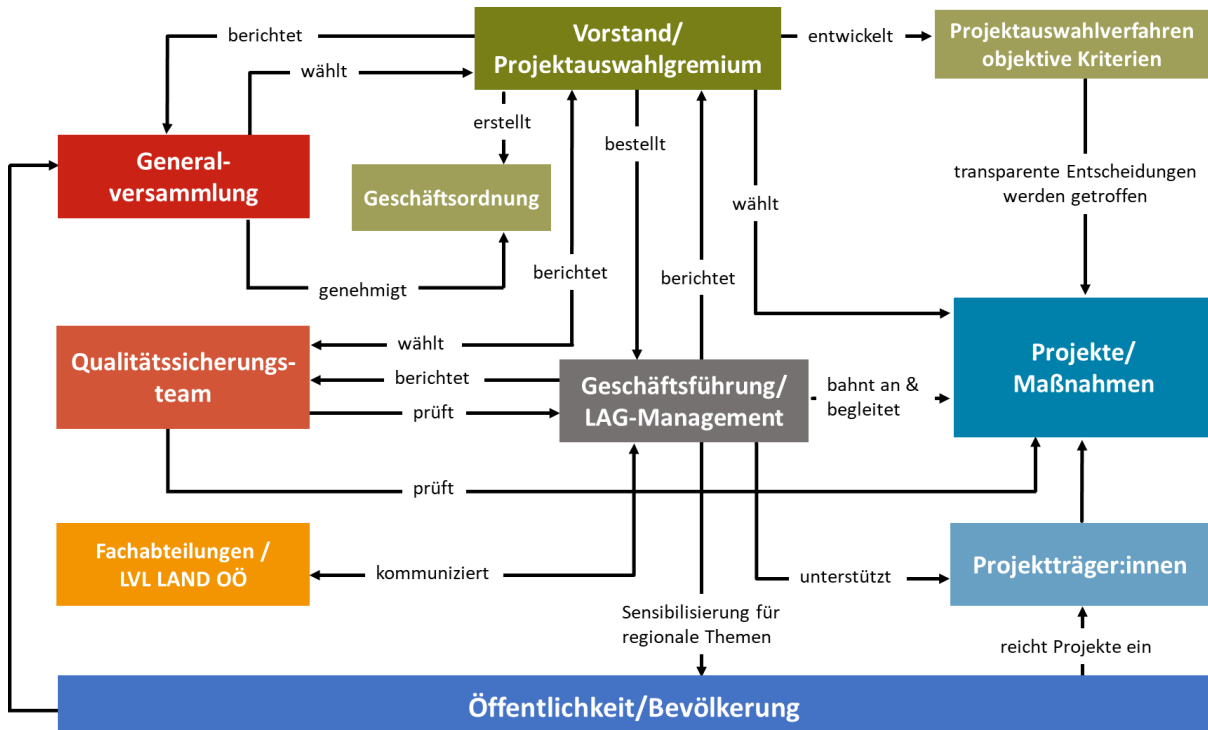 berichtet
Vorstand/
Projektauswahlgremium
entwickelt
Projektauswahlverfahren
objektive Kriterien
wählt
erstellt
bestellt
General-
versammlung
Geschäftsordnung
wählt
transparente Entscheidungen
werden getroffen
genehmigt
berichtet
berichtet
Qualitätssicherungs-
team
wählt
berichtet
prüft
Geschäftsführung/
LAG-Management
bahnt an &
begleitet
Projekte/
Maßnahmen
prüft
Fachabteilungen /
LVL LAND OÖ
kommuniziert
unterstützt
Projektträger:innen
Sensibilisierung für
regionale Themen
reicht Projekte ein
Öffentlichkeit/Bevölkerung